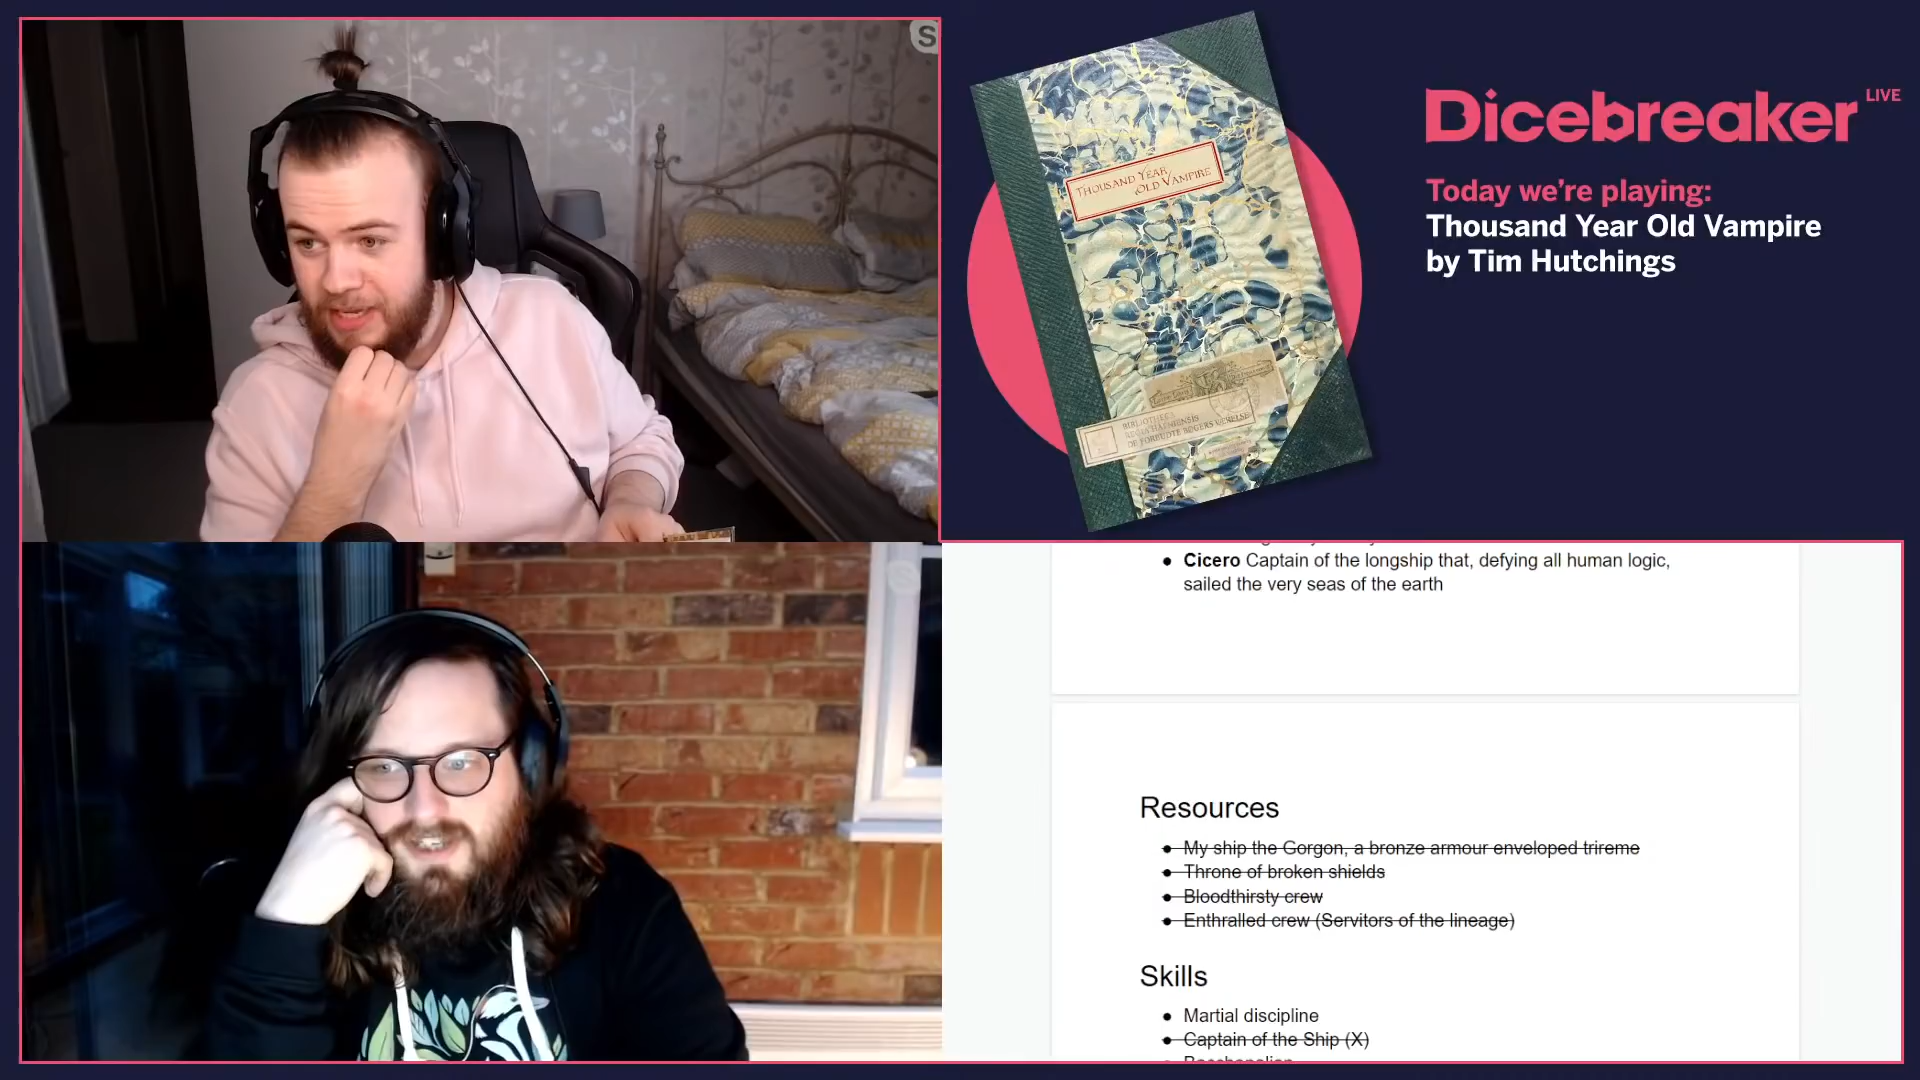 S
Dicebreaker LIVE
Today we're playing:
Thousand Year Old Vampire
by Tim Hutchings
THOUSAND YEAR
OLD VAMPIRE
Cicero Captain of the longship that, defying all human logic,
sailed the very seas of the earth
Resources
My ship the Gorgon, a bronze armour enveloped trireme
Throne of broken shields
Bloodthirsty crew
Enthralled crew (Servitors of the lineage)
Skills
Martial discipline
Captain of the Ship (X)